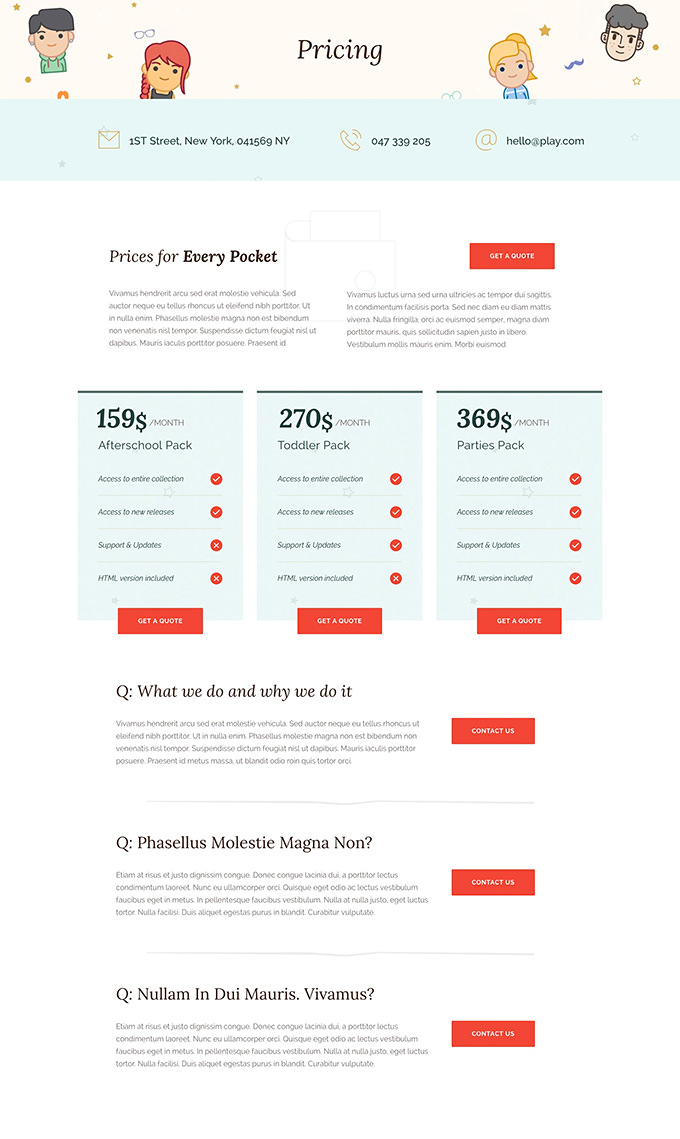 Pricing
1ST Street, New York, 041569 NY
047 339 205
hello@play.com
Prices for Every Pocket
GET A QUOTE
Vivamus hendrerit arcu sed erat molestie vehicula. Sed
auctor neque eu tellus rhoncus ut eleifend nibh porttitor. Ut
in nulla enim. Phasellus molestie magna non est bibendum
non venenatis nisl tempor. Suspendisse dictum feugiat nisl ut
dapibus. Mauris iaculis porttitor posuere. Praesent id
Vivamus luctus urna sed urna ultricies ac tempor dui sagittis.
In condimentum facilisis porta. Sed nec diam eu diam mattis
viverra. Nulla fringilla, orci ac euismod semper, magna diam
porttitor mauris, quis sollicitudin sapien justo in libero.
Vestibulum mollis mauris enim. Morbi euismod
159$ /MONTH
Afterschool Pack
Access to entire collection
Access to new releases
Support & Updates
HTML version included
GET A QUOTE
270$ /MONTH
Toddler Pack
Access to entire collection
Access to new releases
Support & Updates
HTML version included
GET A QUOTE
369$ /MONTH
Parties Pack
Access to entire collection
Access to new releases
Support & Updates
HTML version included
GET A QUOTE
Q: What we do and why we do it
Vivamus hendrerit arcu sed erat molestie vehicula. Sed auctor neque eu tellus rhoncus ut
eleifend nibh porttitor. Ut in nulla enim. Phasellus molestie magna non est bibendum non
venenatis nisl tempor. Suspendisse dictum feugiat nisl ut dapibus. Mauris iaculis porttitor
posuere. Praesent id metus massa, ut blandit odio roin quis tortor orci.
CONTACT US
Q: Phasellus Molestie Magna Non?
Etiam at risus et justo dignissim congue. Donec congue lacinia dui, a porttitor lectus
condimentum laoreet. Nunc eu ullamcorper orci. Quisque eget odio ac lectus vestibulum
faucibus eget in metus. In pellentesque faucibus vestibulum. Nulla at nulla justo, eget luctus
tortor. Nulla facilisi. Duis aliquet egestas purus in blandit. Curabitur vulputate.
CONTACT US
Q: Nullam In Dui Mauris. Vivamus?
Etiam at risus et justo dignissim congue. Donec congue lacinia dui, a porttitor lectus
condimentum laoreet. Nunc eu ullamcorper orci. Quisque eget odio ac lectus vestibulum
faucibus eget in metus. In pellentesque faucibus vestibulum. Nulla at nulla justo, eget luctus
tortor. Nulla facilisi. Duis aliquet egestas purus in blandit. Curabitur vulputate.
CONTACT US